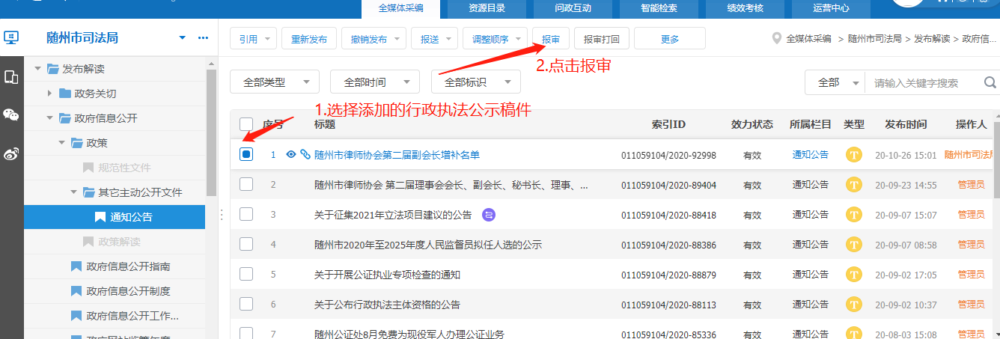 全媒体采编 资源目录 问政互动 智能检索 绩效考核 运营中心
随州市司法局 引用 重新发布 撤销发布 报送 调整顺序 报审 报审打回 更多 全媒体采编 > 随州市司法局 > 发布解读 > 政府信...
2.点击报审
发布解读
政务关切
政府信息公开
政策
规范性文件
其它主动公开文件
通知公告
政策解读
政府信息公开指南
政府信息公开制度
政府信息公开工作...
全部类型 全部时间 全部标识 全部 请输入关键字搜索
1.选择添加的行政执法公示稿件
序号 标题 索引ID 效力状态 所属栏目 类型 发布时间 操作人
1 随州市律师协会第二届副会长增补名单 011059104/2020-92998 有效 通知公告 T 20-10-26 15:01 随州市司法局
2 随州市律师协会 第二届理事会会长、副会长、秘书长、理事、... 011059104/2020-89404 有效 通知公告 T 20-09-23 14:55 管理员
3 关于征集2021年立法项目建议的公告 011059104/2020-88418 有效 通知公告 T 20-09-07 15:07 管理员
4 随州市2020年至2025年度人民监督员拟任人选的公示 011059104/2020-88386 有效 通知公告 T 20-09-07 08:58 管理员
5 关于开展公证执业专项检查的通知 011059104/2020-88879 有效 通知公告 T 20-09-02 17:05 管理员
6 关于公布行政执法主体资格的公告 011059104/2020-88113 有效 通知公告 T 20-09-02 10:37 管理员
7 随州公证处8月免费为现役军人办理公证业务 011059104/2020-85336 有效 通知公告 T 20-08-03 15:08 管理员